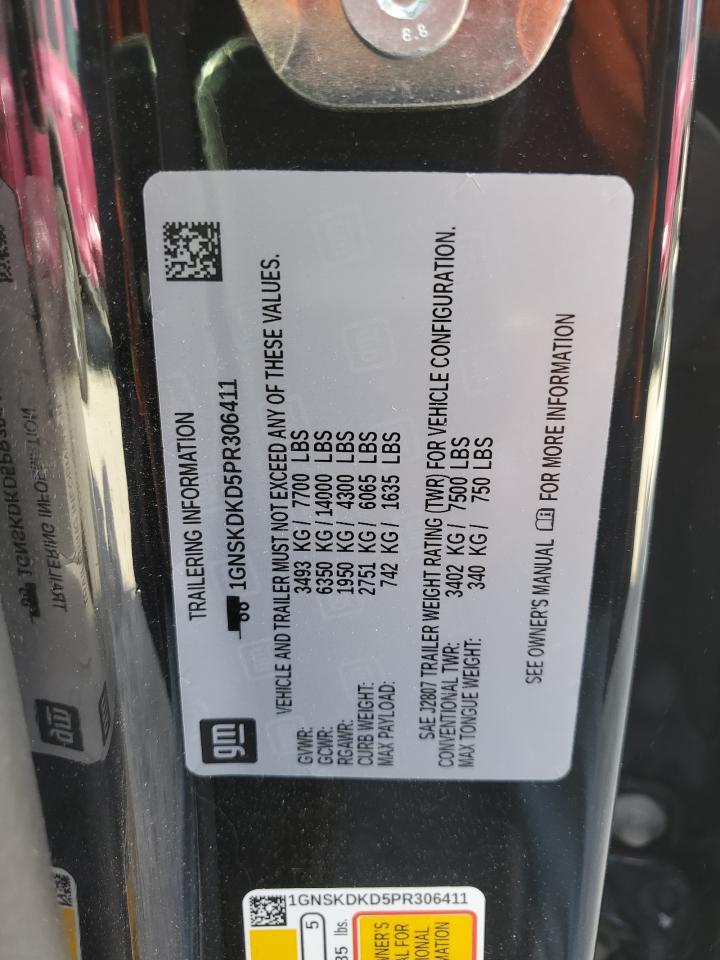 8.8
gm
TRAILERING INFORMATION
1GNSKDKD5PR306411
VEHICLE AND TRAILER MUST NOT EXCEED ANY OF THESE VALUES.
GVWR: 3493 KG / 7700 LBS
GCWR: 6350 KG / 14000 LBS
RGAWR: 1950 KG / 4300 LBS
CURB WEIGHT: 2751 KG / 6065 LBS
MAX PAYLOAD: 742 KG / 1635 LBS
SAE J2807 TRAILER WEIGHT RATING (TWR) FOR VEHICLE CONFIGURATION.
CONVENTIONAL TWR: 3402 KG / 7500 LBS
MAX TONGUE WEIGHT: 340 KG / 750 LBS
SEE OWNER'S MANUAL FOR MORE INFORMATION
1GNSKDKD5PR306411
5
35 lbs.